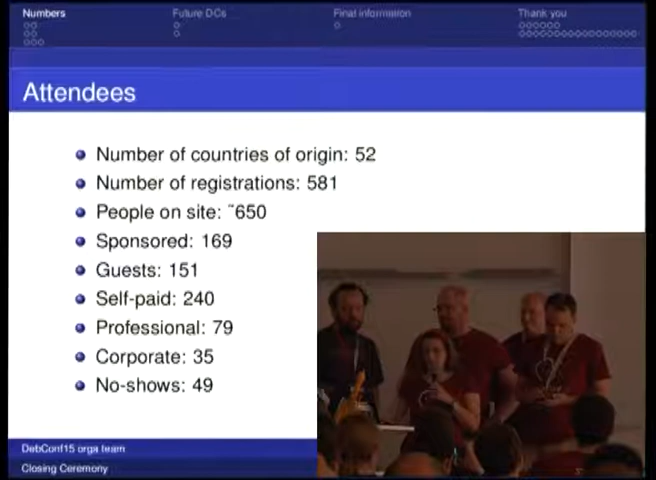 Numbers
Future DCs
Final information
Thank you
Attendees
Number of countries of origin: 52
Number of registrations: 581
People on site: ˜650
Sponsored: 169
Guests: 151
Self-paid: 240
Professional: 79
Corporate: 35
No-shows: 49
DebConf15 orga team
Closing Ceremony